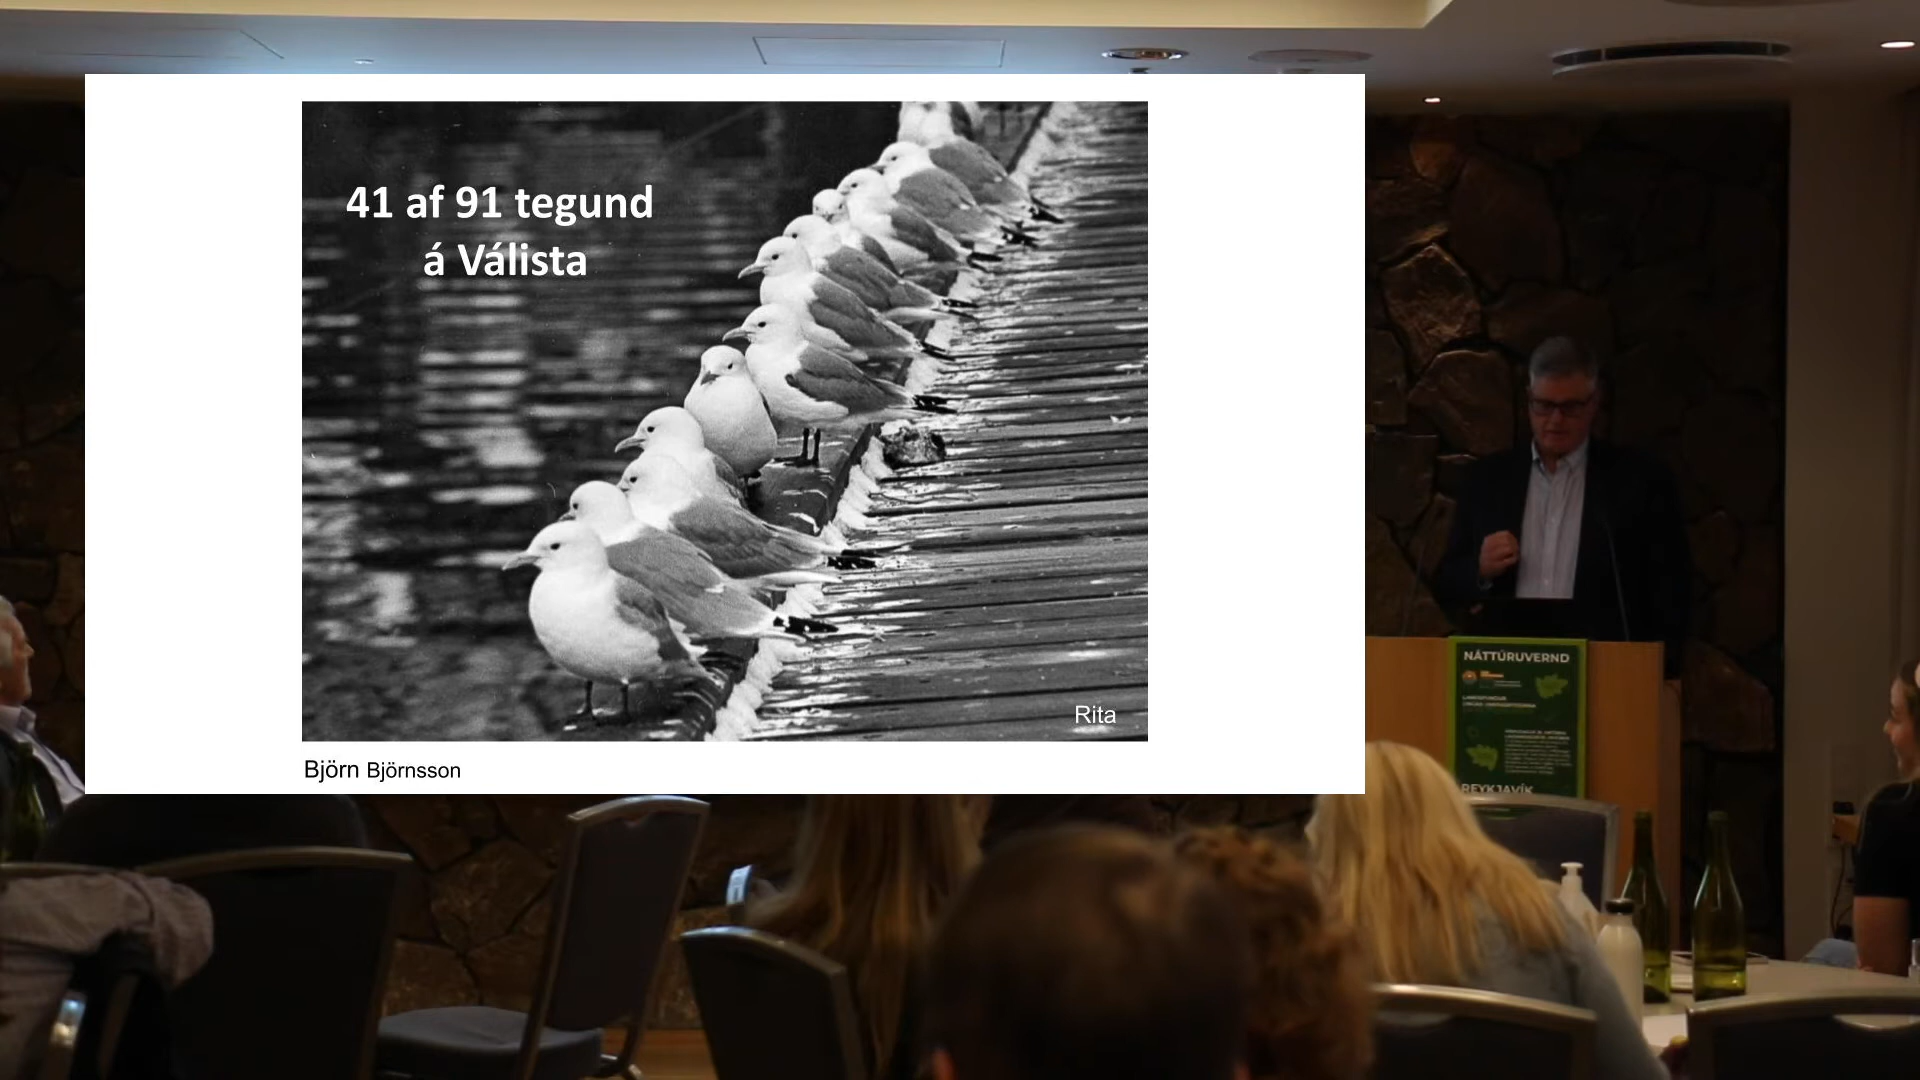 41 af 91 tegund
á Válista
Rita
Björn Björnsson
NÁTTÚRUVERND
REYKJAVÍK